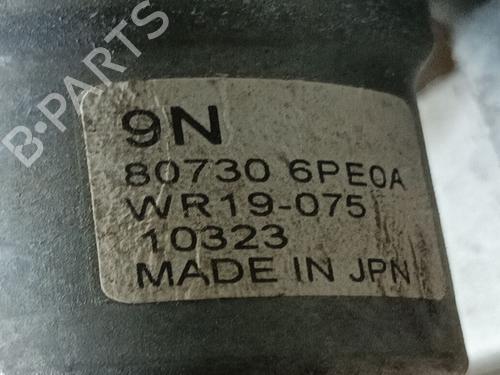 B-PARTS
9N
80730 6PE0A
WR19-075
10323
MADE IN JPN